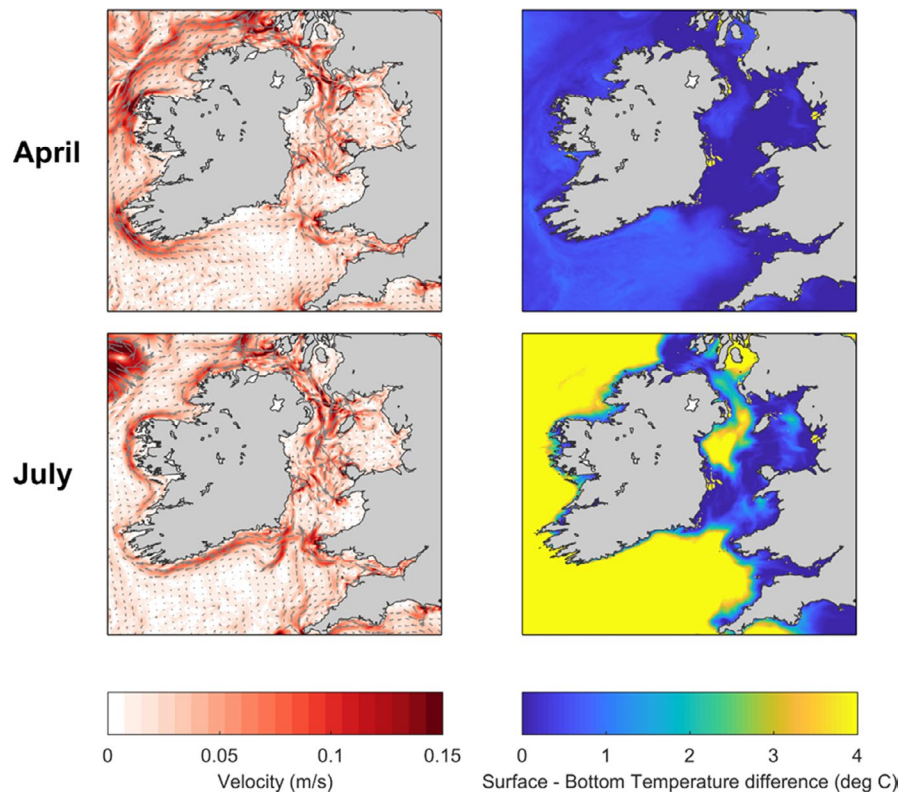 April
July
0 0.05 0.1 0.15
Velocity (m/s)
0 1 2 3 4
Surface - Bottom Temperature difference (deg C)